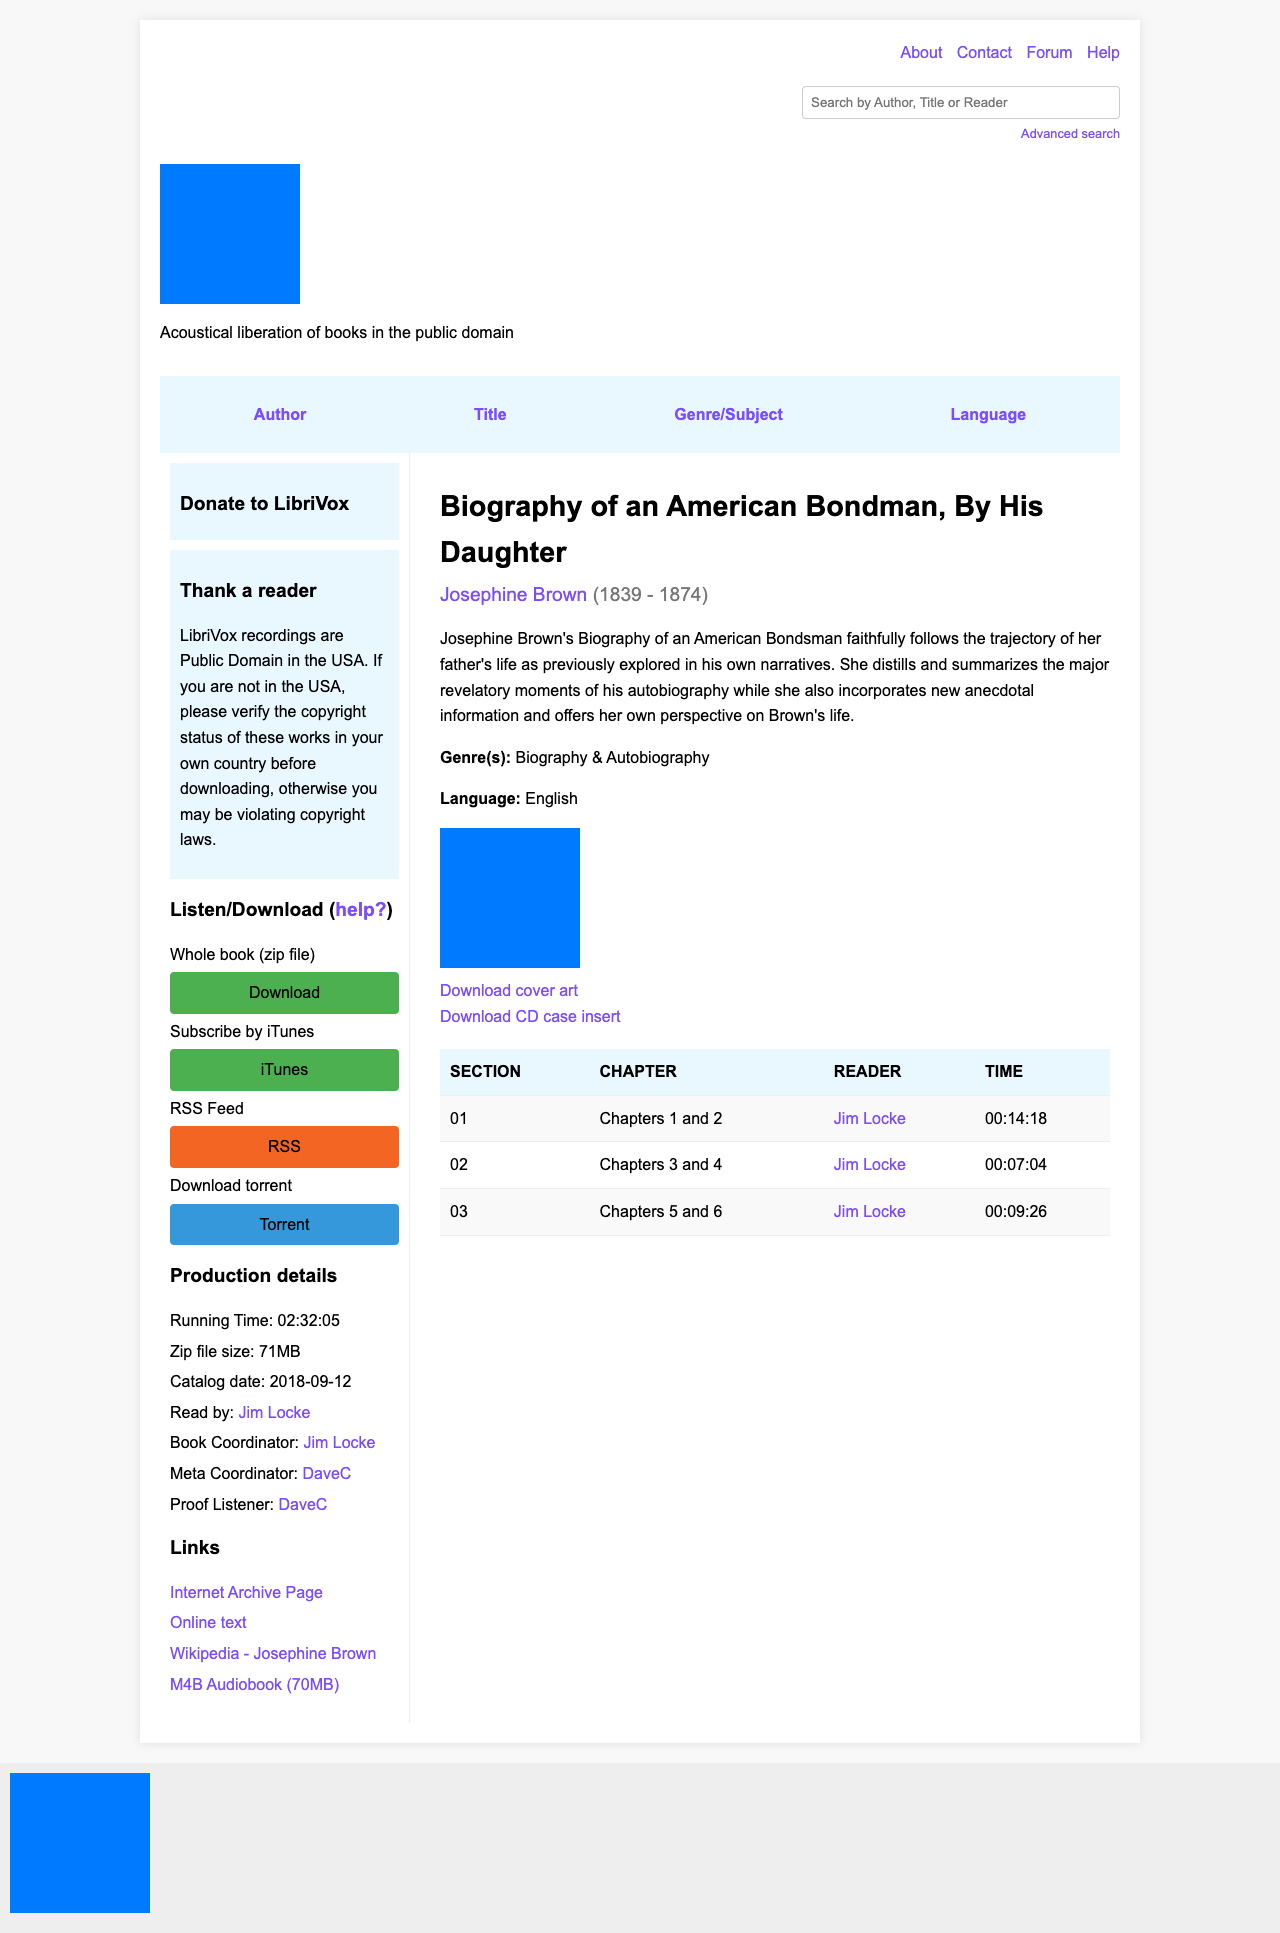 About Contact Forum Help
Search by Author, Title or Reader
Advanced search
Acoustical liberation of books in the public domain
Author Title Genre/Subject Language
Donate to LibriVox
Thank a reader
LibriVox recordings are
Public Domain in the USA. If
you are not in the USA,
please verify the copyright
status of these works in your
own country before
downloading, otherwise you
may be violating copyright
laws.
Listen/Download (help?)
Whole book (zip file)
Download
Subscribe by iTunes
iTunes
RSS Feed
RSS
Download torrent
Torrent
Production details
Running Time: 02:32:05
Zip file size: 71MB
Catalog date: 2018-09-12
Read by: Jim Locke
Book Coordinator: Jim Locke
Meta Coordinator: DaveC
Proof Listener: DaveC
Links
Internet Archive Page
Online text
Wikipedia - Josephine Brown
M4B Audiobook (70MB)
Biography of an American Bondman, By His
Daughter
Josephine Brown (1839 - 1874)
Josephine Brown's Biography of an American Bondsman faithfully follows the trajectory of her
father's life as previously explored in his own narratives. She distills and summarizes the major
revelatory moments of his autobiography while she also incorporates new anecdotal
information and offers her own perspective on Brown's life.
Genre(s): Biography & Autobiography
Language: English
Download cover art
Download CD case insert
SECTION CHAPTER READER TIME
01 Chapters 1 and 2 Jim Locke 00:14:18
02 Chapters 3 and 4 Jim Locke 00:07:04
03 Chapters 5 and 6 Jim Locke 00:09:26